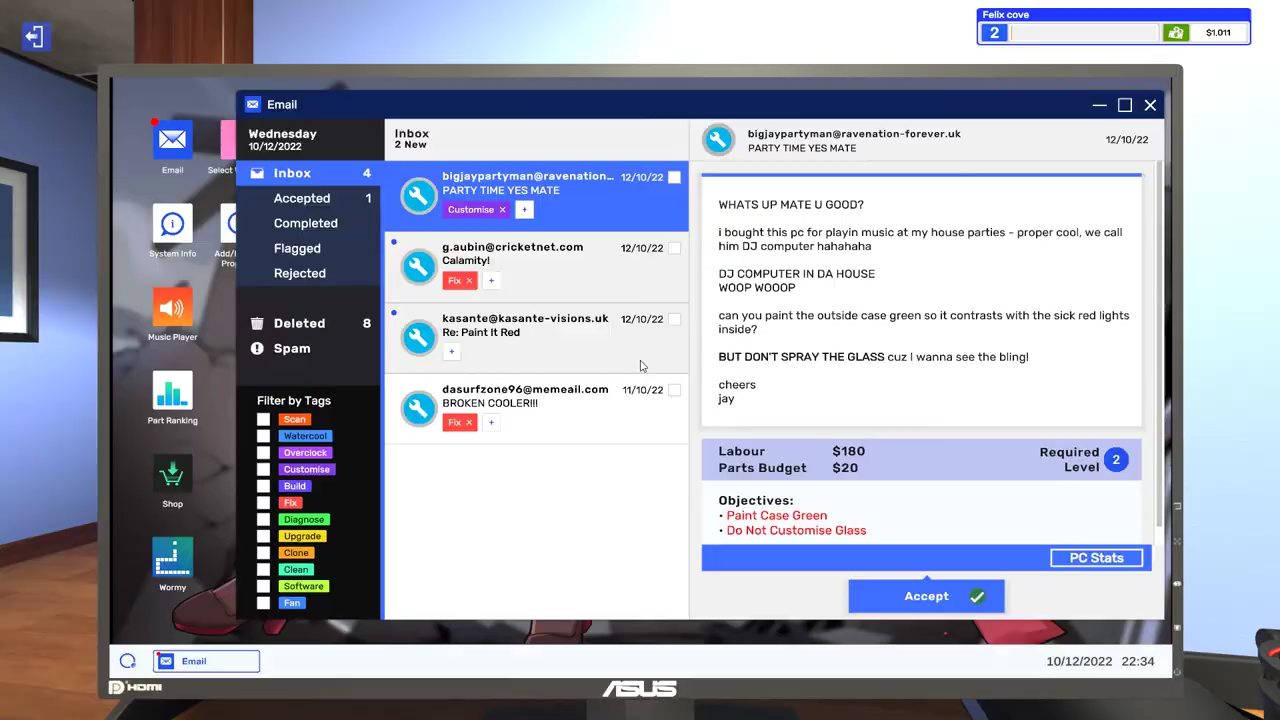 Felix cove
2
$1.011
Email
Select
System Info
Add/
Pro
Music Player
Part Ranking
Shop
Wormy
Email
Wednesday
10/12/2022
Inbox 4
Accepted 1
Completed
Flagged
Rejected
Deleted 8
Spam
Filter by Tags
Scan
Watercool
Overclock
Customise
Build
Fix
Diagnose
Upgrade
Clone
Clean
Software
Fan
Inbox
2 New
bigjaypartyman@ravenation... 12/10/22
PARTY TIME YES MATE
Customise × +
g.aubin@cricketnet.com 12/10/22
Calamity!
Fix × +
kasante@kasante-visions.uk 12/10/22
Re: Paint It Red
+
dasurfzone96@memeail.com 11/10/22
BROKEN COOLER!!!
Fix × +
bigjaypartyman@ravenation-forever.uk 12/10/22
PARTY TIME YES MATE
WHATS UP MATE U GOOD?
i bought this pc for playin music at my house parties - proper cool, we call
him DJ computer hahahaha
DJ COMPUTER IN DA HOUSE
WOOP WOOOP
can you paint the outside case green so it contrasts with the sick red lights
inside?
BUT DON'T SPRAY THE GLASS cuz I wanna see the bling!
cheers
jay
Labour $180
Parts Budget $20
Required
Level 2
Objectives:
• Paint Case Green
• Do Not Customise Glass
PC Stats
Accept
Email
10/12/2022 22:34
HDMI
ASUS